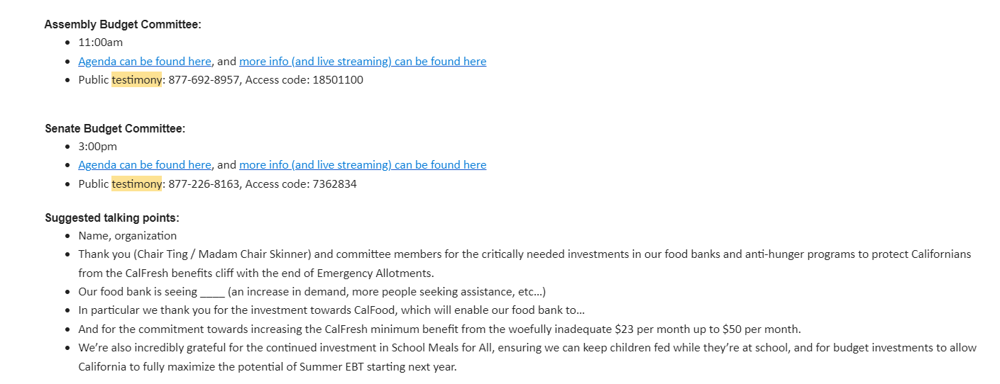 Assembly Budget Committee:
• 11:00am
• Agenda can be found here, and more info (and live streaming) can be found here
• Public testimony: 877-692-8957, Access code: 18501100
Senate Budget Committee:
• 3:00pm
• Agenda can be found here, and more info (and live streaming) can be found here
• Public testimony: 877-226-8163, Access code: 7362834
Suggested talking points:
• Name, organization
• Thank you (Chair Ting / Madam Chair Skinner) and committee members for the critically needed investments in our food banks and anti-hunger programs to protect Californians
from the CalFresh benefits cliff with the end of Emergency Allotments.
• Our food bank is seeing ____ (an increase in demand, more people seeking assistance, etc...)
• In particular we thank you for the investment towards CalFood, which will enable our food bank to...
• And for the commitment towards increasing the CalFresh minimum benefit from the woefully inadequate $23 per month up to $50 per month.
• We're also incredibly grateful for the continued investment in School Meals for All, ensuring we can keep children fed while they're at school, and for budget investments to allow
California to fully maximize the potential of Summer EBT starting next year.